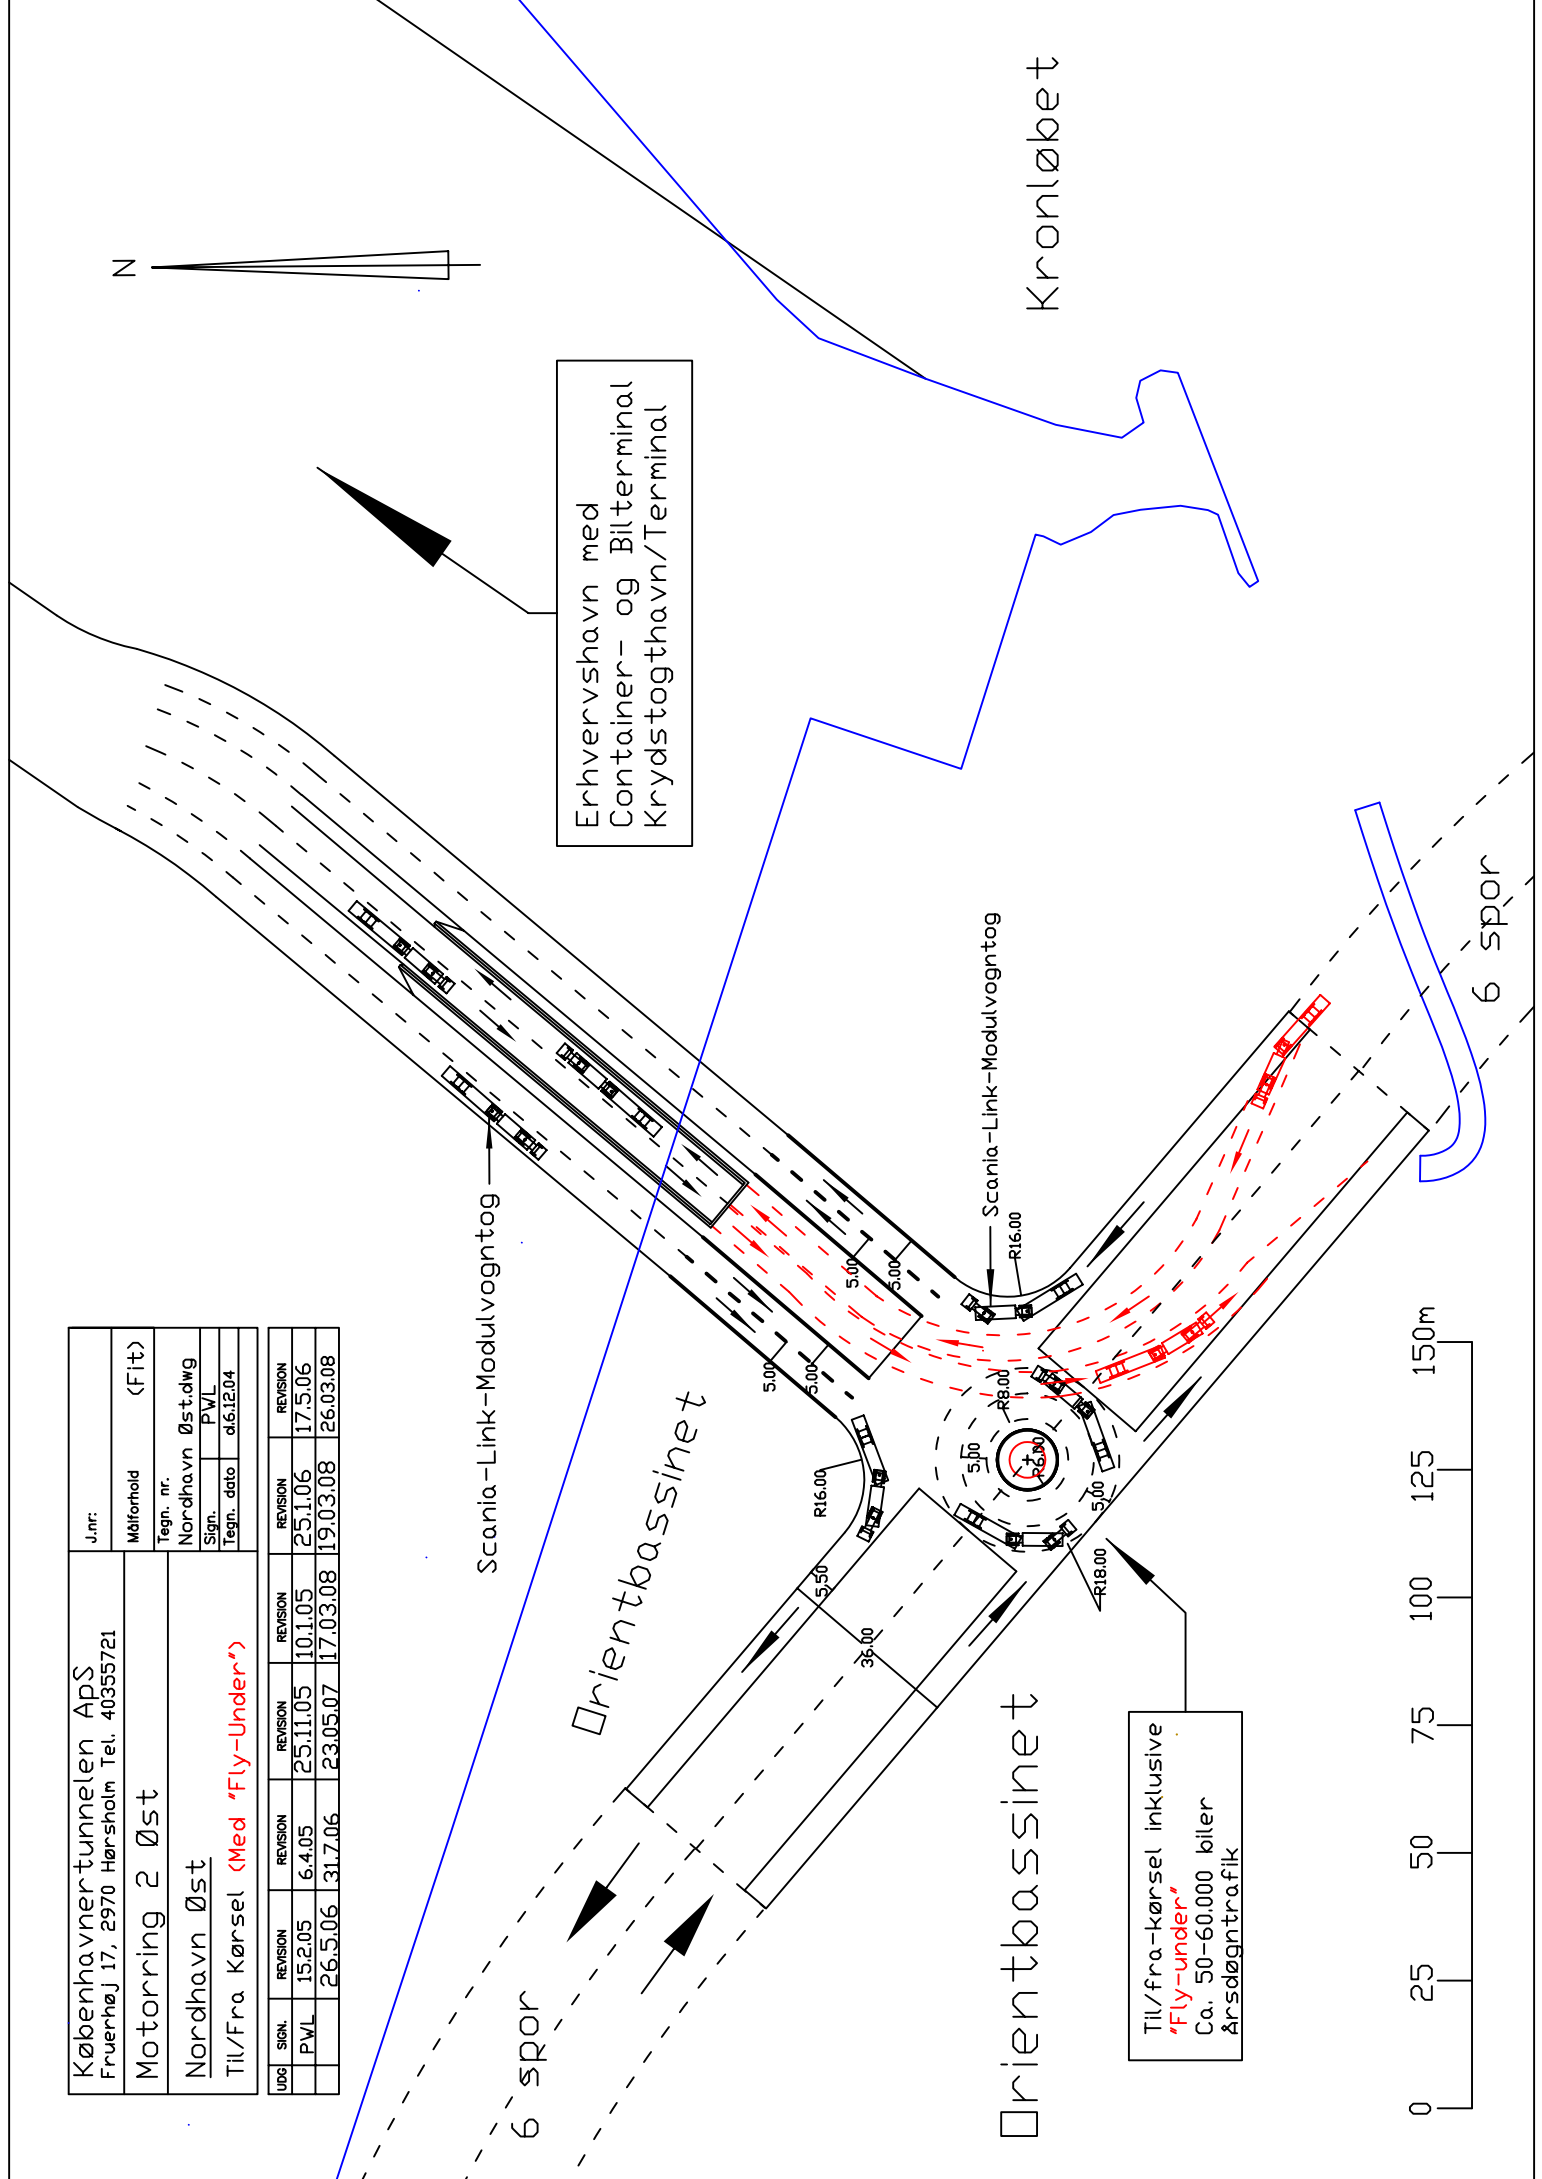 Københavnertunnelen ApS
Fruerhøj 17, 2970 Hørsholm Tel. 40355721
J.nr:
Motorring 2 Øst
Målforhold (Fit)
Nordhavn Øst
Til/Fra Kørsel (Med "Fly-Under")
Tegn. nr.
Nordhavn Øst.dwg
Sign. PWL
Tegn. dato d.6.12.04
UDG SIGN. REVISION REVISION REVISION REVISION REVISION REVISION
PWL 15.2.05 6.4.05 25.11.05 10.1.05 25.1.06 17.5.06
26.5.06 31.7.06 23.05.07 17.03.08 19.03.08 26.03.08
N
Erhvervshavn med
Container- og Bilterminal
Krydstogthavn/Terminal
Kronløbet
Scania-Link-Modulvogntog
Scania-Link-Modulvogntog
Orientbassinet
Orientbassinet
6 spor
6 spor
5.00
5.00
5.00
5.00
R16.00
R16.00
5.50
36.00
R8.00
5.00
R6.00
5.00
R18.00
Til/fra-kørsel inklusive
"Fly-under"
Ca. 50-60.000 biler
Årsdøgntrafik
0 25 50 75 100 125 150m